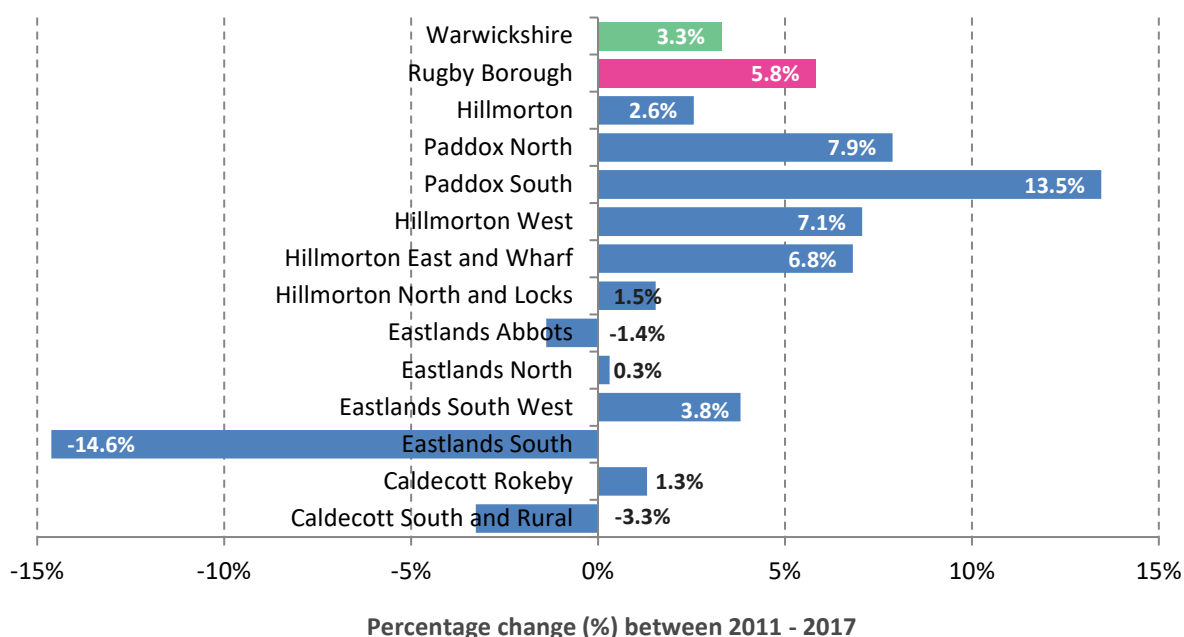 Warwickshire 3.3%
Rugby Borough 5.8%
Hillmorton 2.6%
Paddox North 7.9%
Paddox South 13.5%
Hillmorton West 7.1%
Hillmorton East and Wharf 6.8%
Hillmorton North and Locks 1.5%
Eastlands Abbots -1.4%
Eastlands North 0.3%
Eastlands South West 3.8%
-14.6% Eastlands South
Caldecott Rokeby 1.3%
Caldecott South and Rural -3.3%
-15% -10% -5% 0% 5% 10% 15%
Percentage change (%) between 2011 - 2017